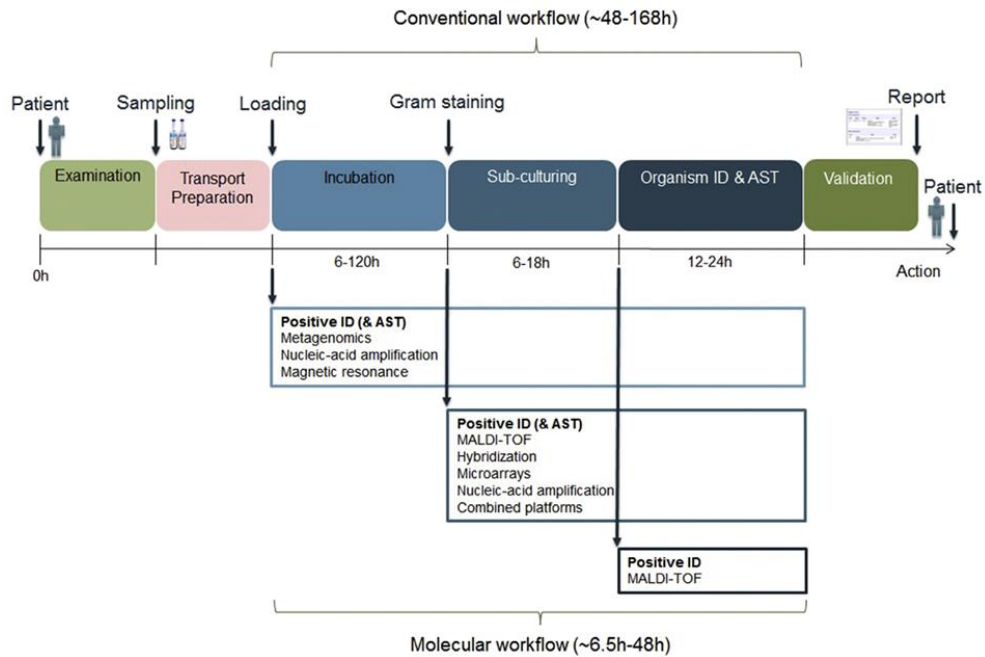 Conventional workflow (~48-168h)
Patient
Sampling
Loading
Gram staining
Report
Examination
Transport
Preparation
Incubation
Sub-culturing
Organism ID & AST
Validation
Patient
0h
6-120h
6-18h
12-24h
Action
Positive ID (& AST)
Metagenomics
Nucleic-acid amplification
Magnetic resonance
Positive ID (& AST)
MALDI-TOF
Hybridization
Microarrays
Nucleic-acid amplification
Combined platforms
Positive ID
MALDI-TOF
Molecular workflow (~6.5h-48h)